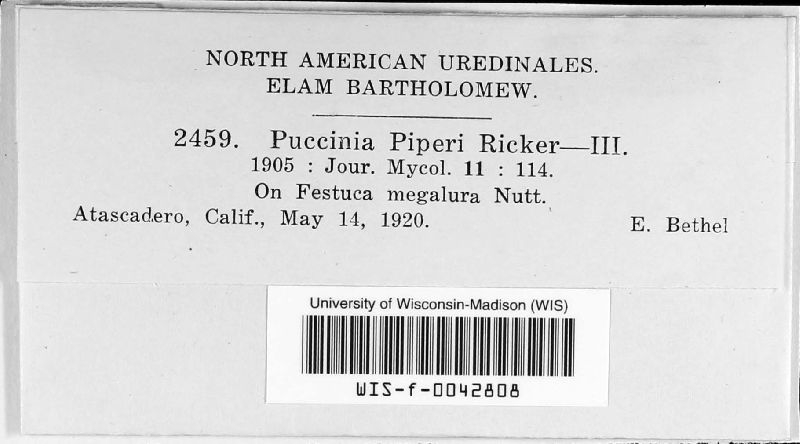 NORTH AMERICAN UREDINALES.
ELAM BARTHOLOMEW.
2459. Puccinia Piperi Ricker—III.
1905 : Jour. Mycol. 11 : 114.
On Festuca megalura Nutt.
Atascadero, Calif., May 14, 1920. E. Bethel
University of Wisconsin-Madison (WIS)
WIS-f-0042808